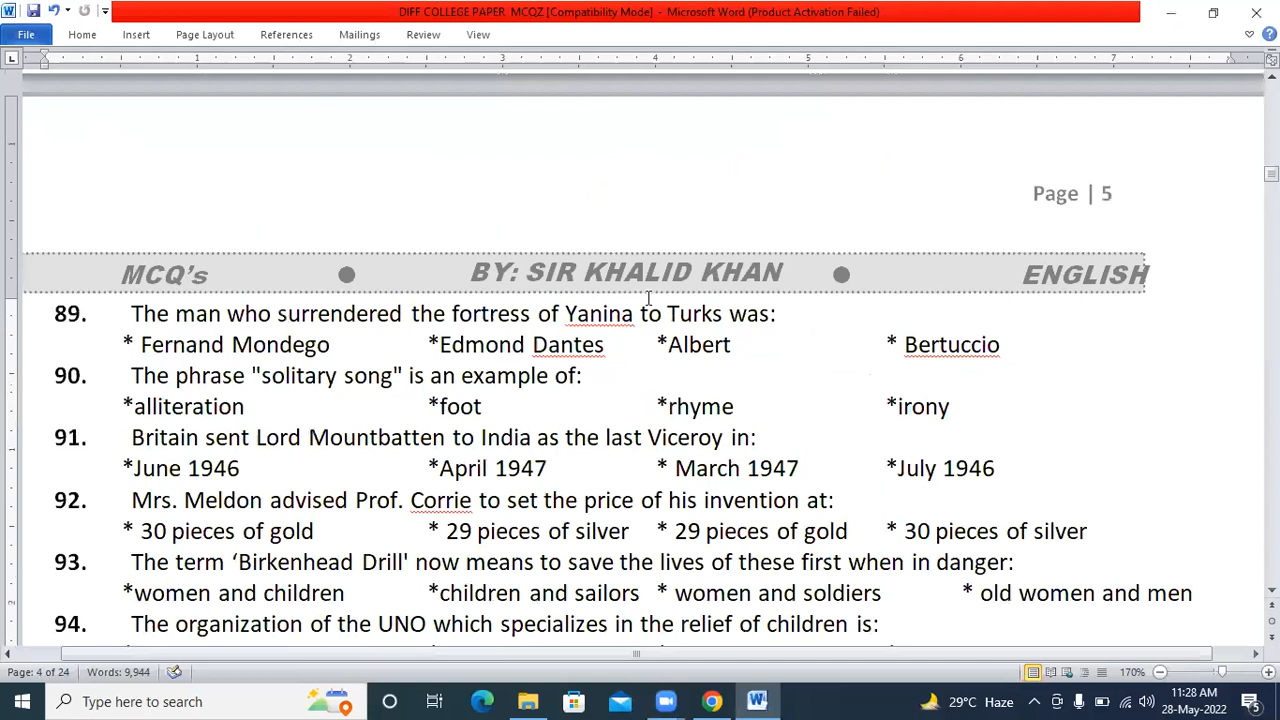 DIFF COLLEGE PAPER MCQZ [Compatibility Mode] - Microsoft Word (Product Activation Failed)
File Home Insert Page Layout References Mailings Review View
1 2 3 4 5 6 7
Page | 5
MCQ's ● BY: SIR KHALID KHAN ● ENGLISH
89. The man who surrendered the fortress of Yanina to Turks was:
* Fernand Mondego *Edmond Dantes *Albert * Bertuccio
90. The phrase "solitary song" is an example of:
*alliteration *foot *rhyme *irony
91. Britain sent Lord Mountbatten to India as the last Viceroy in:
*June 1946 *April 1947 * March 1947 *July 1946
92. Mrs. Meldon advised Prof. Corrie to set the price of his invention at:
* 30 pieces of gold * 29 pieces of silver * 29 pieces of gold * 30 pieces of silver
93. The term ‘Birkenhead Drill' now means to save the lives of these first when in danger:
*women and children *children and sailors * women and soldiers * old women and men
94. The organization of the UNO which specializes in the relief of children is:
Page: 4 of 24 Words: 9,944 170%
Type here to search 29°C Haze 11:28 AM
28-May-2022 5